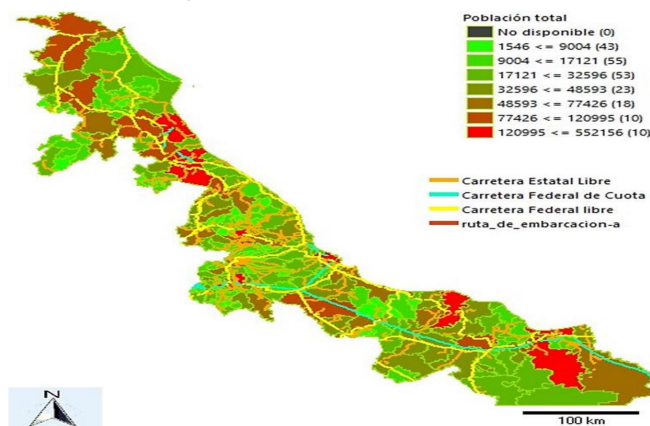 Población total
No disponible (0)
1546 <= 9004 (43)
9004 <= 17121 (55)
17121 <= 32596 (53)
32596 <= 48593 (23)
48593 <= 77426 (18)
77426 <= 120995 (10)
120995 <= 552156 (10)
Carretera Estatal Libre
Carretera Federal de Cuota
Carretera Federal libre
ruta_de_embarcacion-a
N
100 km